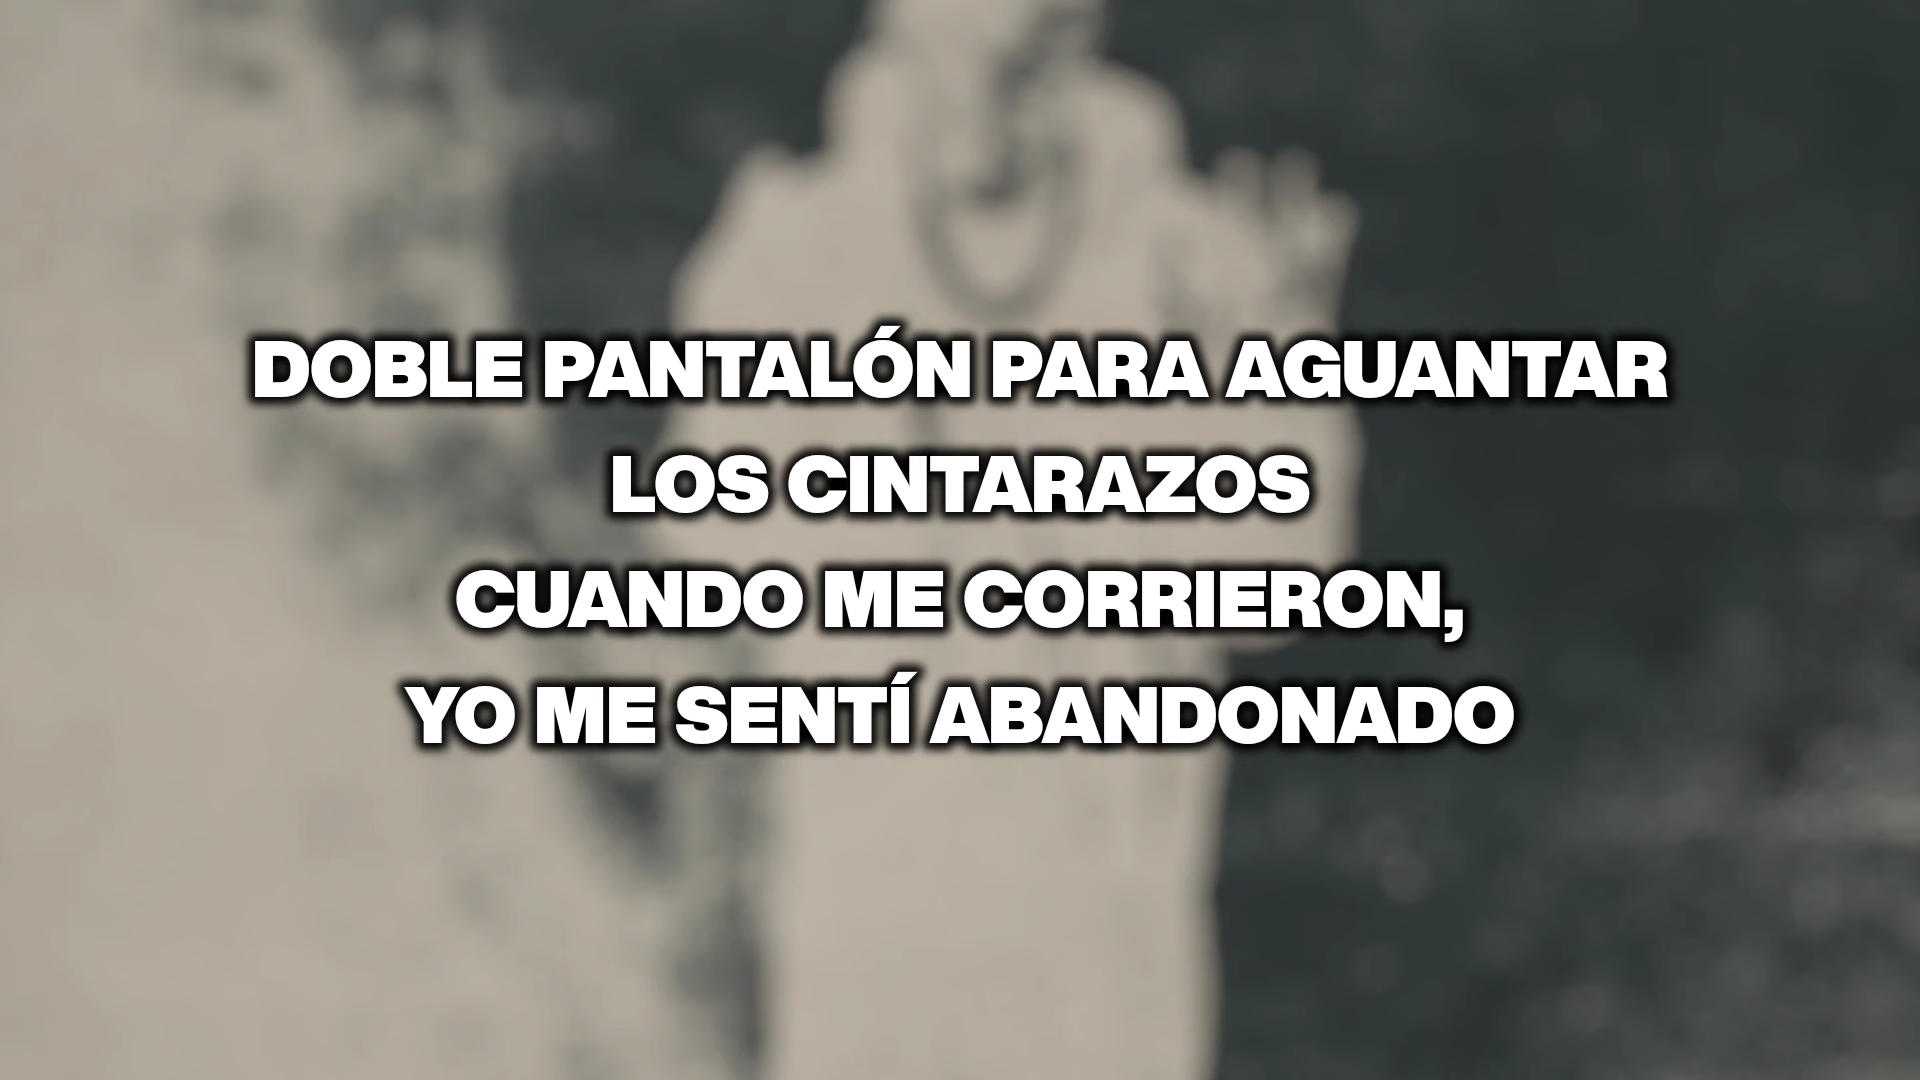 DOBLE PANTALÓN PARA AGUANTAR
LOS CINTARAZOS
CUANDO ME CORRIERON,
YO ME SENTÍ ABANDONADO